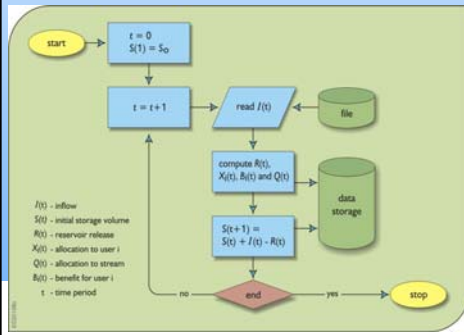 start
t = 0
S(1) = So
t = t+1
read I(t)
file
compute R(t),
Xi(t), Bi(t) and Q(t)
data
storage
S(t+1) =
S(t) + I(t) - R(t)
I(t) - inflow
S(t) - initial storage volume
R(t) - reservoir release
Xi(t) - allocation to user i
Q(t) - allocation to stream
Bi(t) - benefit for user i
t - time period
no
end
yes
stop